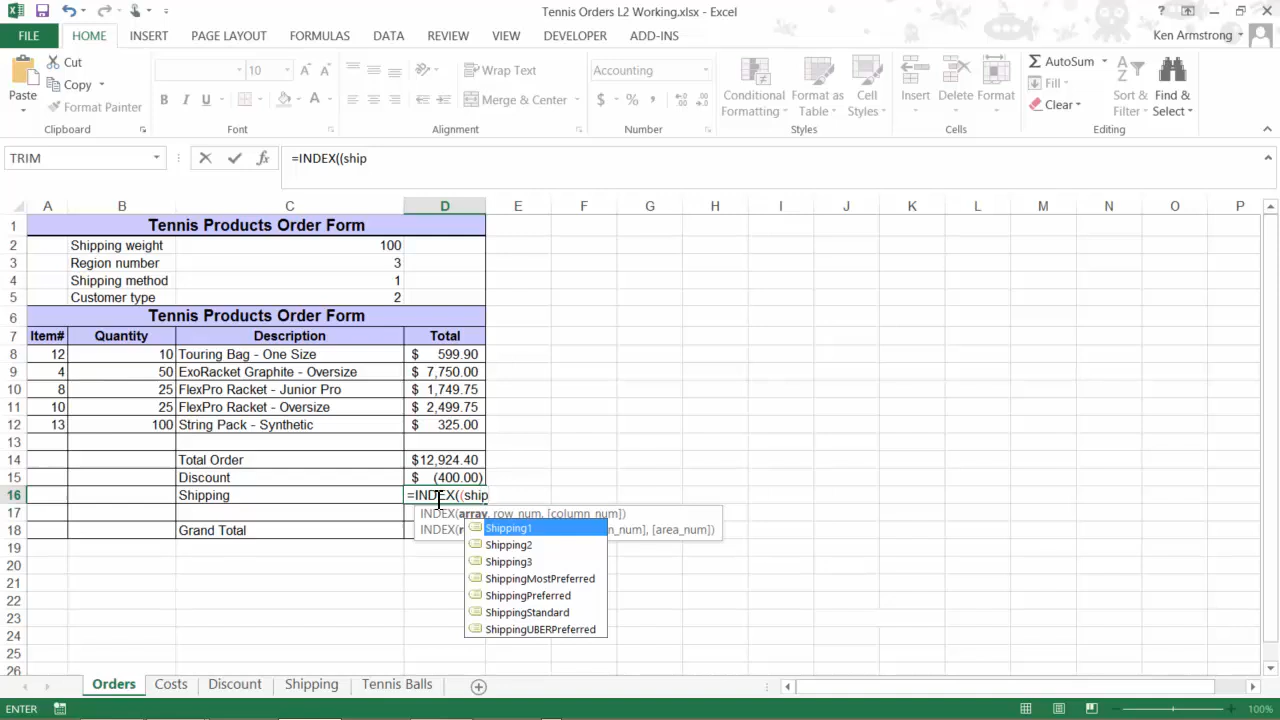 Tennis Orders L2 Working.xlsx - Excel
FILE HOME INSERT PAGE LAYOUT FORMULAS DATA REVIEW VIEW DEVELOPER ADD-INS Ken Armstrong
Paste Cut Copy Format Painter
10
B I U A
Wrap Text
Merge & Center
Accounting
$ % ,
Conditional Formatting Format as Table Cell Styles
Insert Delete Format
AutoSum Fill Clear
Sort & Filter Find & Select
Clipboard Font Alignment Number Styles Cells Editing
TRIM fx =INDEX((ship
A B C D E F G H I J K L M N O P
1 Tennis Products Order Form
2 Shipping weight 100
3 Region number 3
4 Shipping method 1
5 Customer type 2
6 Tennis Products Order Form
7 Item# Quantity Description Total
8 12 10 Touring Bag - One Size $ 599.90
9 4 50 ExoRacket Graphite - Oversize $ 7,750.00
10 8 25 FlexPro Racket - Junior Pro $ 1,749.75
11 10 25 FlexPro Racket - Oversize $ 2,499.75
12 13 100 String Pack - Synthetic $ 325.00
13
14 Total Order $12,924.40
15 Discount $ (400.00)
16 Shipping =INDEX((ship
17 INDEX(array, row_num, [column_num])
18 Grand Total INDEX(r n_num], [area_num])
Shipping1
Shipping2
Shipping3
ShippingMostPreferred
ShippingPreferred
ShippingStandard
ShippingUBERPreferred
19
20
21
22
23
24
25
26
Orders Costs Discount Shipping Tennis Balls
ENTER 100%